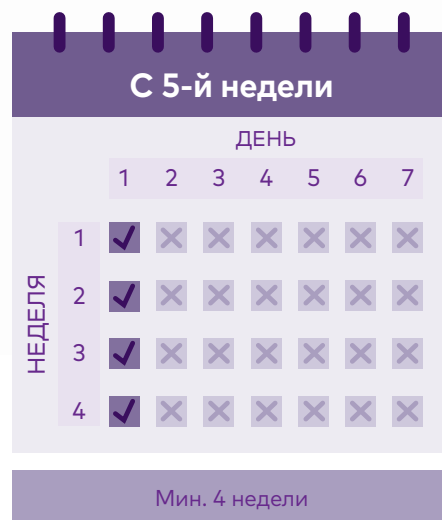 С 5-й недели
ДЕНЬ
1 2 3 4 5 6 7
НЕДЕЛЯ
1
2
3
4
Мин. 4 недели